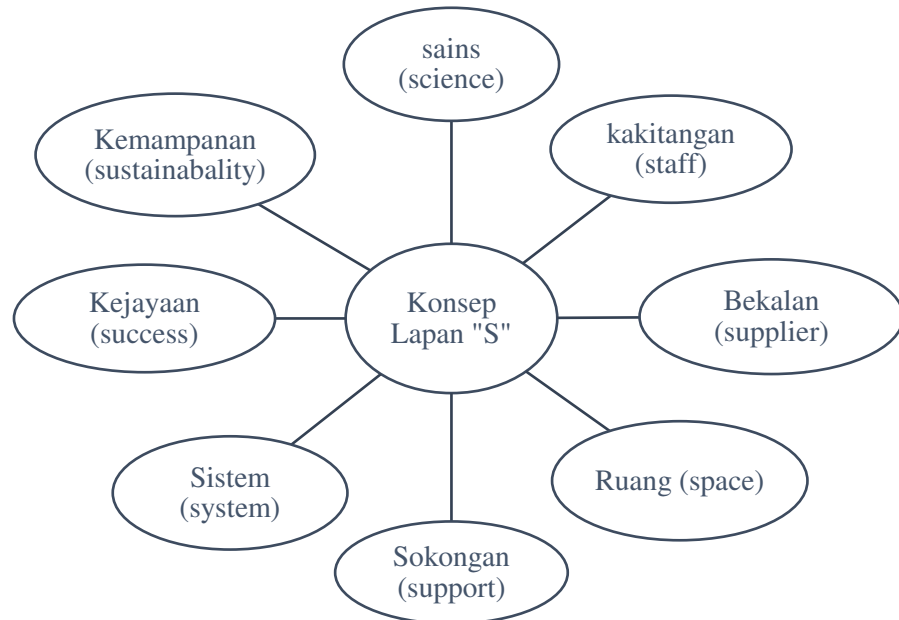 sains
(science)
kakitangan
(staff)
Kemampanan
(sustainabality)
Konsep
Lapan "S"
Bekalan
(supplier)
Kejayaan
(success)
Ruang (space)
Sistem
(system)
Sokongan
(support)